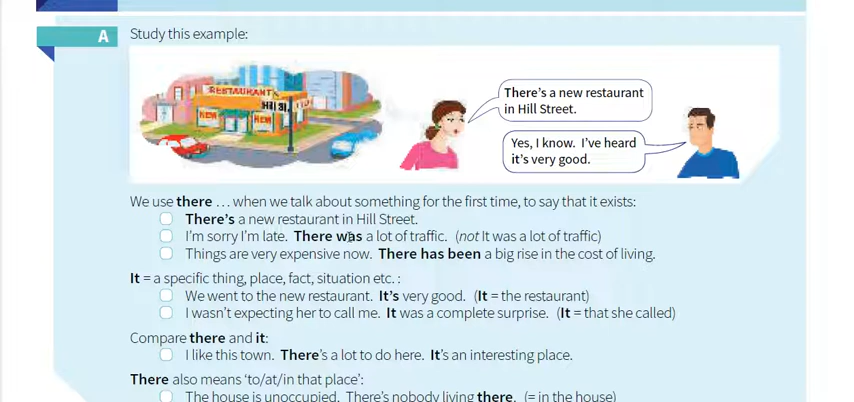 A
Study this example:
RESTAURANT
Hill St.
NEW
NEW
There's a new restaurant
in Hill Street.
Yes, I know. I've heard
it's very good.
We use there … when we talk about something for the first time, to say that it exists:
There's a new restaurant in Hill Street.
I'm sorry I'm late. There was a lot of traffic. (not It was a lot of traffic)
Things are very expensive now. There has been a big rise in the cost of living.
It = a specific thing, place, fact, situation etc. :
We went to the new restaurant. It's very good. (It = the restaurant)
I wasn't expecting her to call me. It was a complete surprise. (It = that she called)
Compare there and it:
I like this town. There's a lot to do here. It's an interesting place.
There also means 'to/at/in that place':
The house is unoccupied. There's nobody living there. (= in the house)